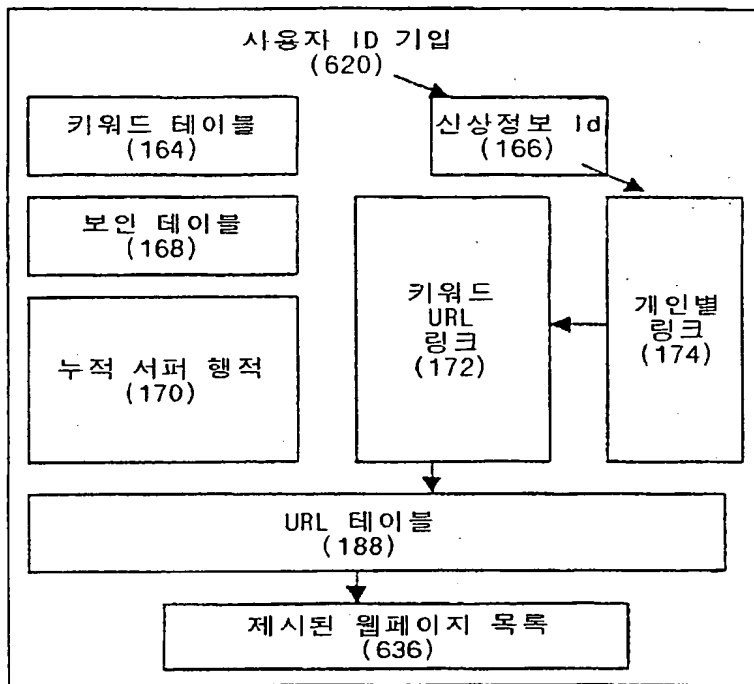 사용자 ID 기입
(620)
키워드 테이블
(164)
신상정보 Id
(166)
보인 테이블
(168)
키워드
URL
링크
(172)
개인별
링크
(174)
누적 서퍼 행적
(170)
URL 테이블
(188)
제시된 웹페이지 목록
(636)